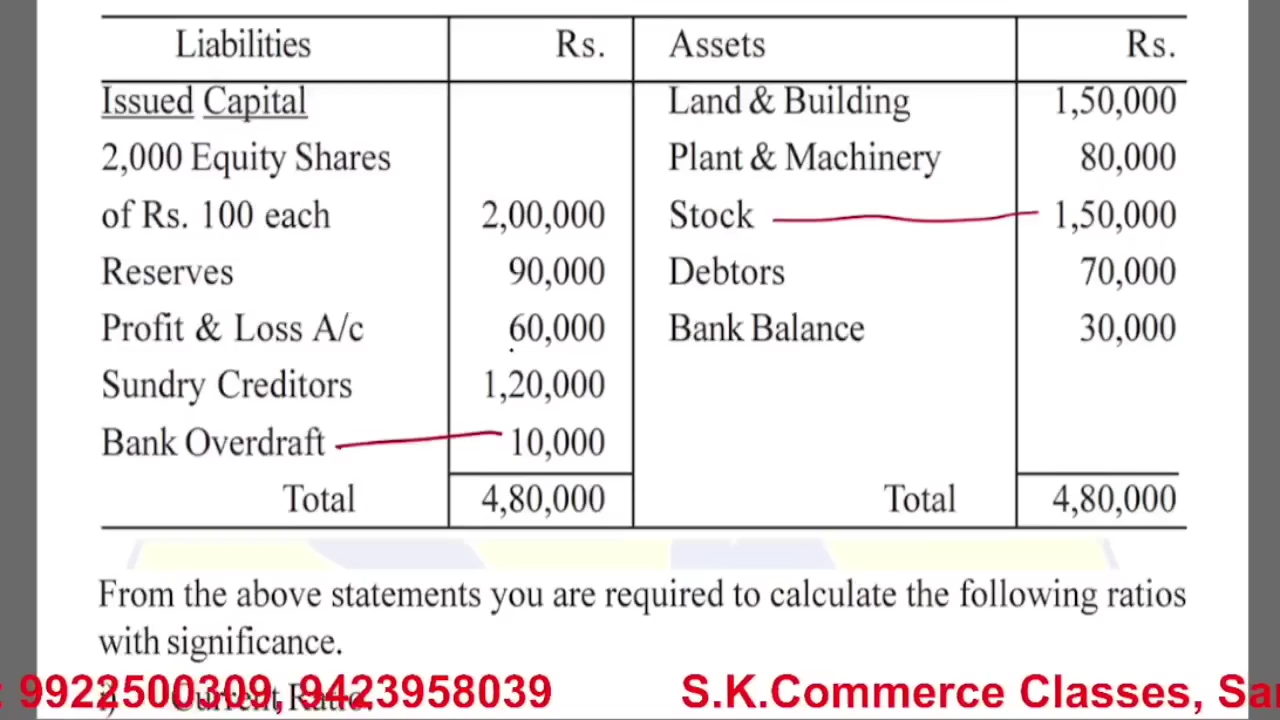 Liabilities Rs. Assets Rs.
Issued Capital Land & Building 1,50,000
2,000 Equity Shares Plant & Machinery 80,000
of Rs. 100 each 2,00,000 Stock 1,50,000
Reserves 90,000 Debtors 70,000
Profit & Loss A/c 60,000 Bank Balance 30,000
Sundry Creditors 1,20,000
Bank Overdraft 10,000
Total 4,80,000 Total 4,80,000
From the above statements you are required to calculate the following ratios
with significance.
i) Current Ratio
: 9922500309, 9423958039 S.K.Commerce Classes, Sa